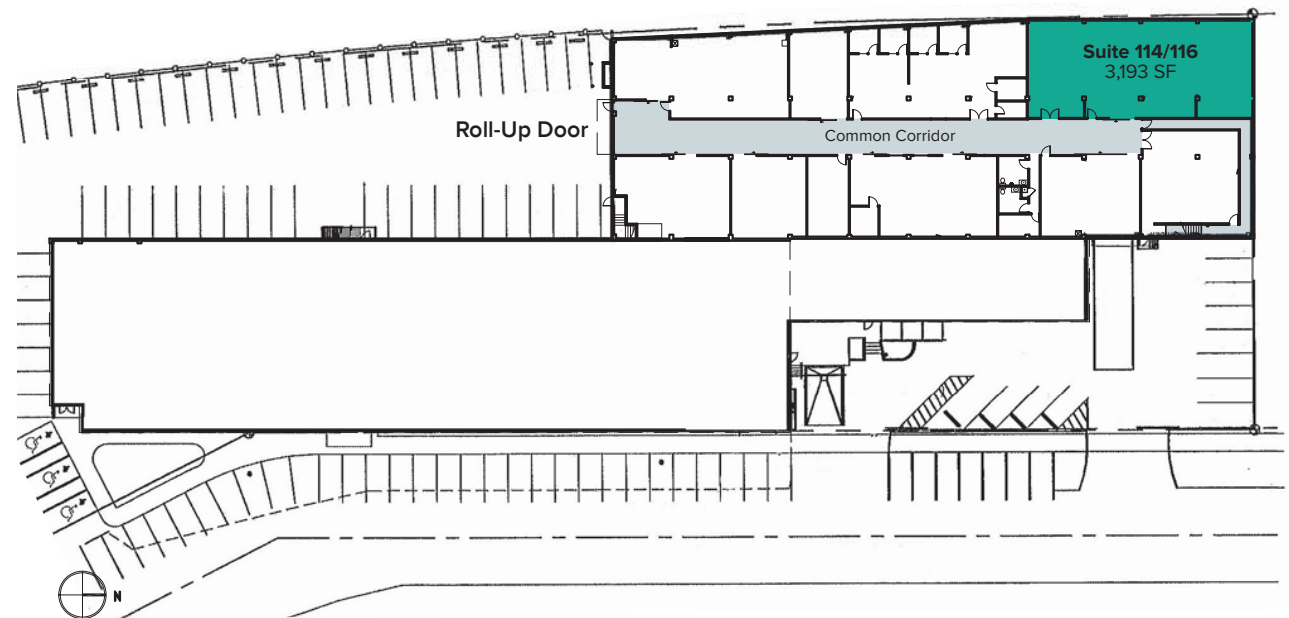 Suite 114/116
3,193 SF
Roll-Up Door
Common Corridor
N